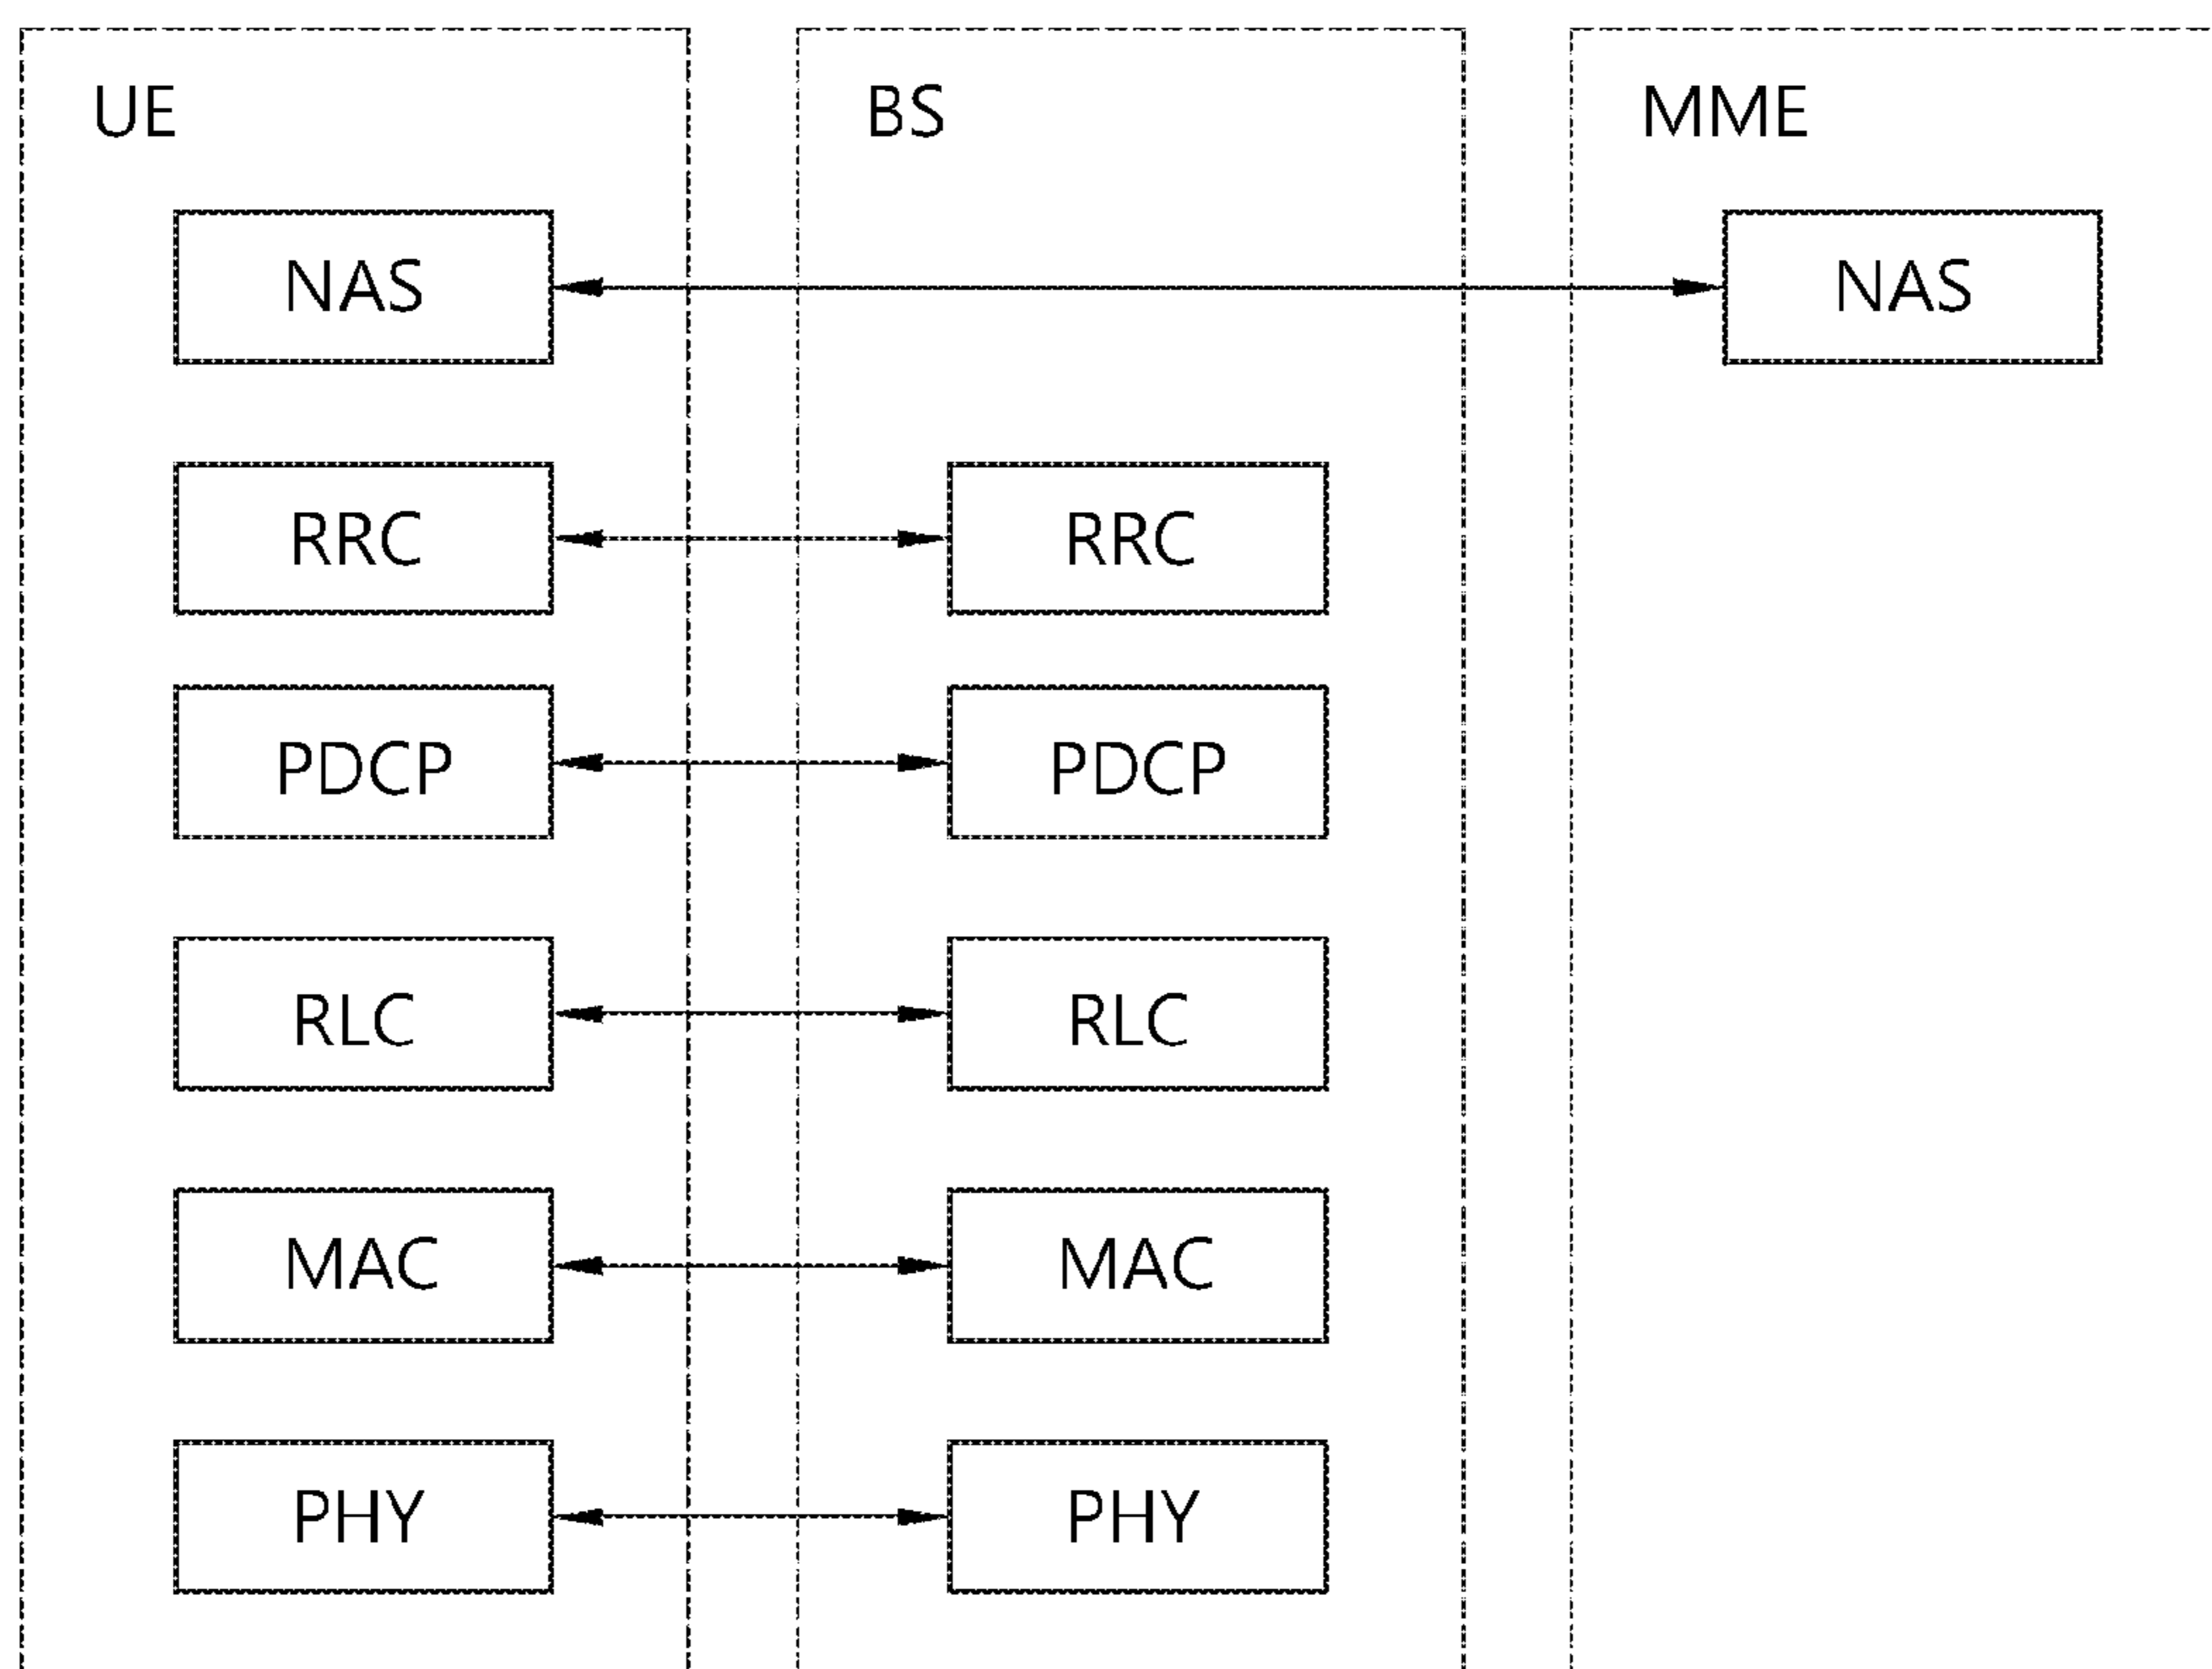 UE BS MME
NAS NAS
RRC RRC
PDCP PDCP
RLC RLC
MAC MAC
PHY PHY